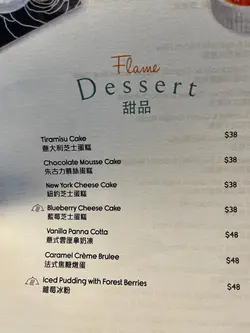 Flame
Dessert
甜品
Tiramisu Cake $38
意大利芝士蛋糕
Chocolate Mousse Cake $38
朱古力慕絲蛋糕
New York Cheese Cake $38
紐約芝士蛋糕
Blueberry Cheese Cake $38
藍莓芝士蛋糕
Vanilla Panna Cotta $48
意式雲厘拿奶凍
Caramel Crème Brulee $48
法式焦糖燉蛋
Iced Pudding with Forest Berries $48
蘿莓冰粉